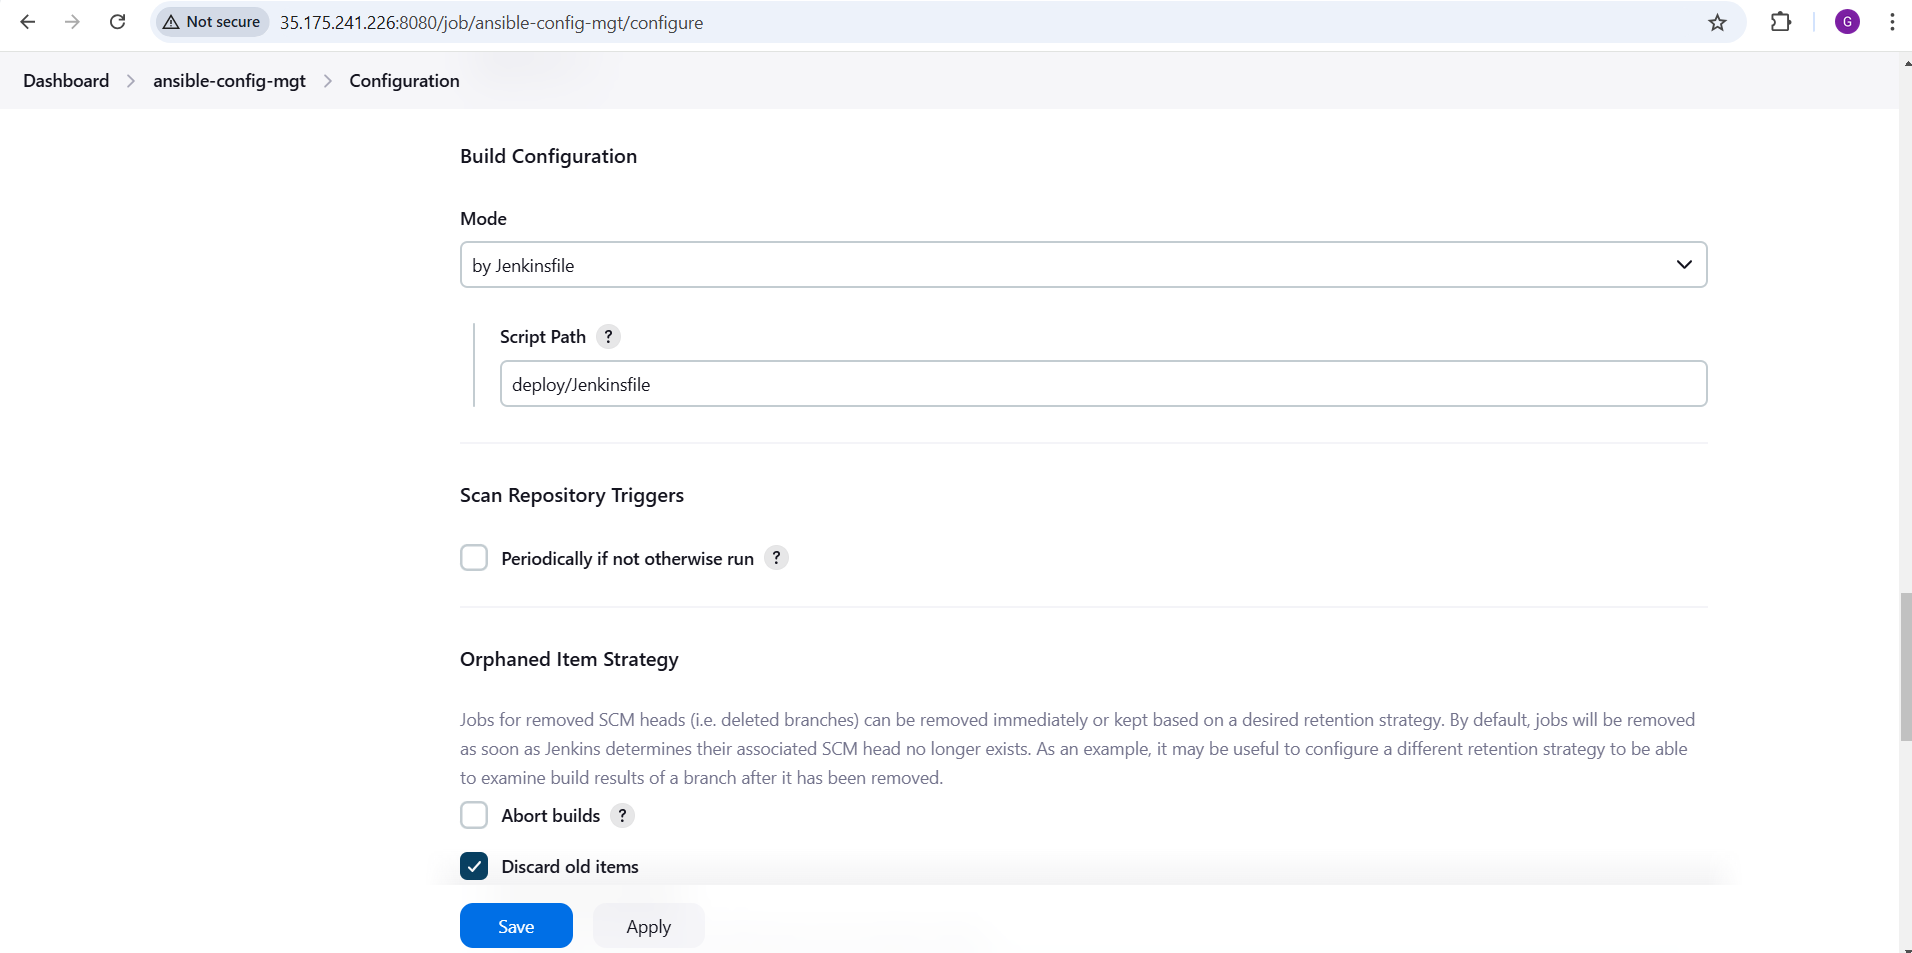 Not secure 35.175.241.226:8080/job/ansible-config-mgt/configure G
Dashboard > ansible-config-mgt > Configuration
Build Configuration
Mode
by Jenkinsfile
Script Path ?
deploy/Jenkinsfile
Scan Repository Triggers
Periodically if not otherwise run ?
Orphaned Item Strategy
Jobs for removed SCM heads (i.e. deleted branches) can be removed immediately or kept based on a desired retention strategy. By default, jobs will be removed
as soon as Jenkins determines their associated SCM head no longer exists. As an example, it may be useful to configure a different retention strategy to be able
to examine build results of a branch after it has been removed.
Abort builds ?
Discard old items
Save Apply